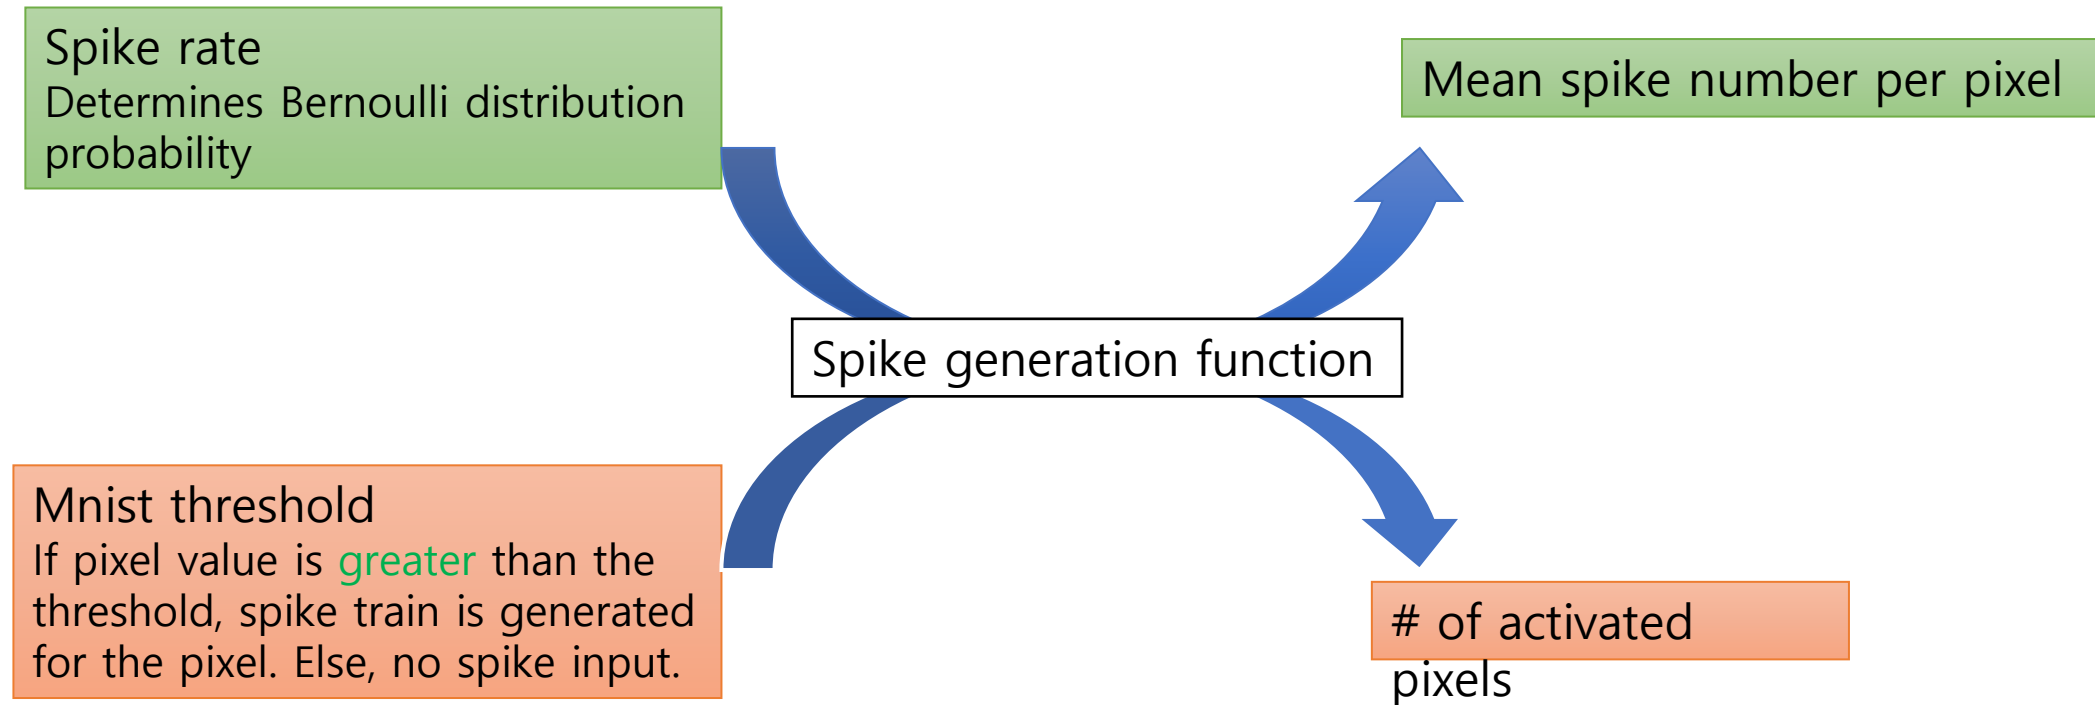 Spike rate
Determines Bernoulli distribution
probability
Mean spike number per pixel
Spike generation function
Mnist threshold
If pixel value is greater than the
threshold, spike train is generated
for the pixel. Else, no spike input.
# of activated
pixels